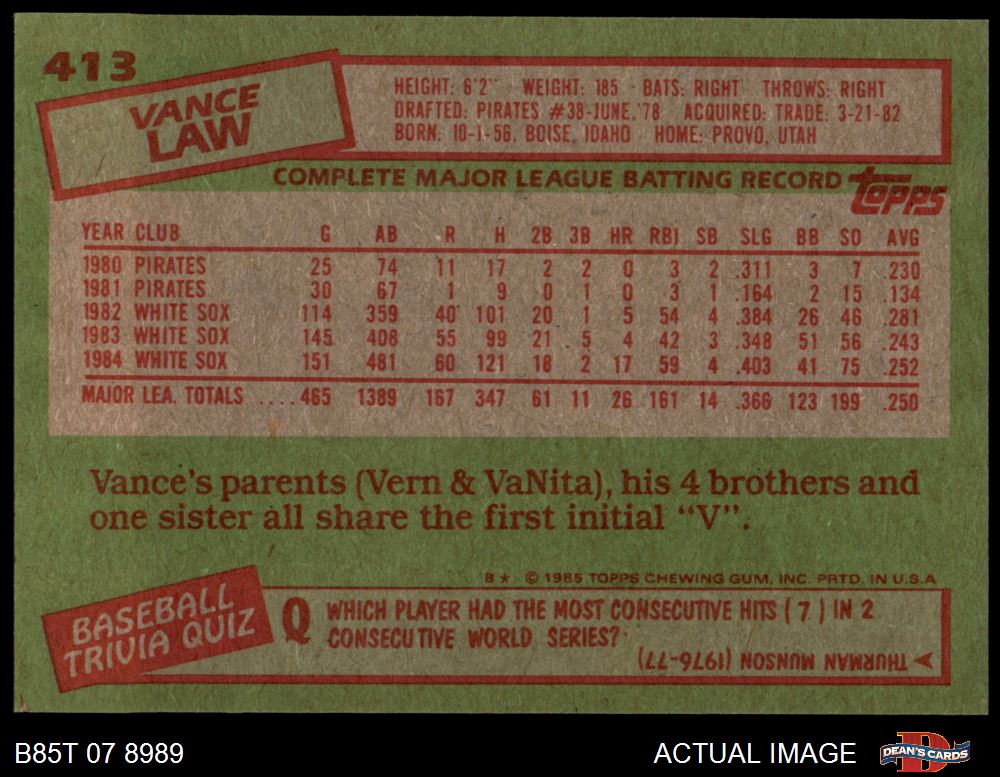 413
VANCE
LAW
HEIGHT: 6'2" WEIGHT: 185 BATS: RIGHT THROWS: RIGHT
DRAFTED: PIRATES #38-JUNE, '78 ACQUIRED: TRADE: 3-21-82
BORN: 10-1-56, BOISE, IDAHO HOME: PROVO, UTAH
COMPLETE MAJOR LEAGUE BATTING RECORD topps
YEAR CLUB G AB R H 2B 3B HR RBI SB SLG BB SO AVG
1980 PIRATES 25 74 11 17 2 2 0 3 2 .311 3 7 .230
1981 PIRATES 30 67 1 9 0 1 0 3 1 .164 2 15 .134
1982 WHITE SOX 114 359 40 101 20 1 5 54 4 .384 26 46 .281
1983 WHITE SOX 145 408 55 99 21 5 4 42 3 .348 51 56 .243
1984 WHITE SOX 151 481 60 121 18 2 17 59 4 .403 41 75 .252
MAJOR LEA. TOTALS ....465 1389 167 347 61 11 26 161 14 .366 123 199 .250
Vance's parents (Vern & VaNita), his 4 brothers and
one sister all share the first initial "V".
B* © 1985 TOPPS CHEWING GUM, INC. PRTD. IN U.S.A
BASEBALL
TRIVIA QUIZ
Q WHICH PLAYER HAD THE MOST CONSECUTIVE HITS (7) IN 2
CONSECUTIVE WORLD SERIES?
THURMAN MUNSON (1976-77)
B85T 07 8989
ACTUAL IMAGE
D
DEAN'S CARDS